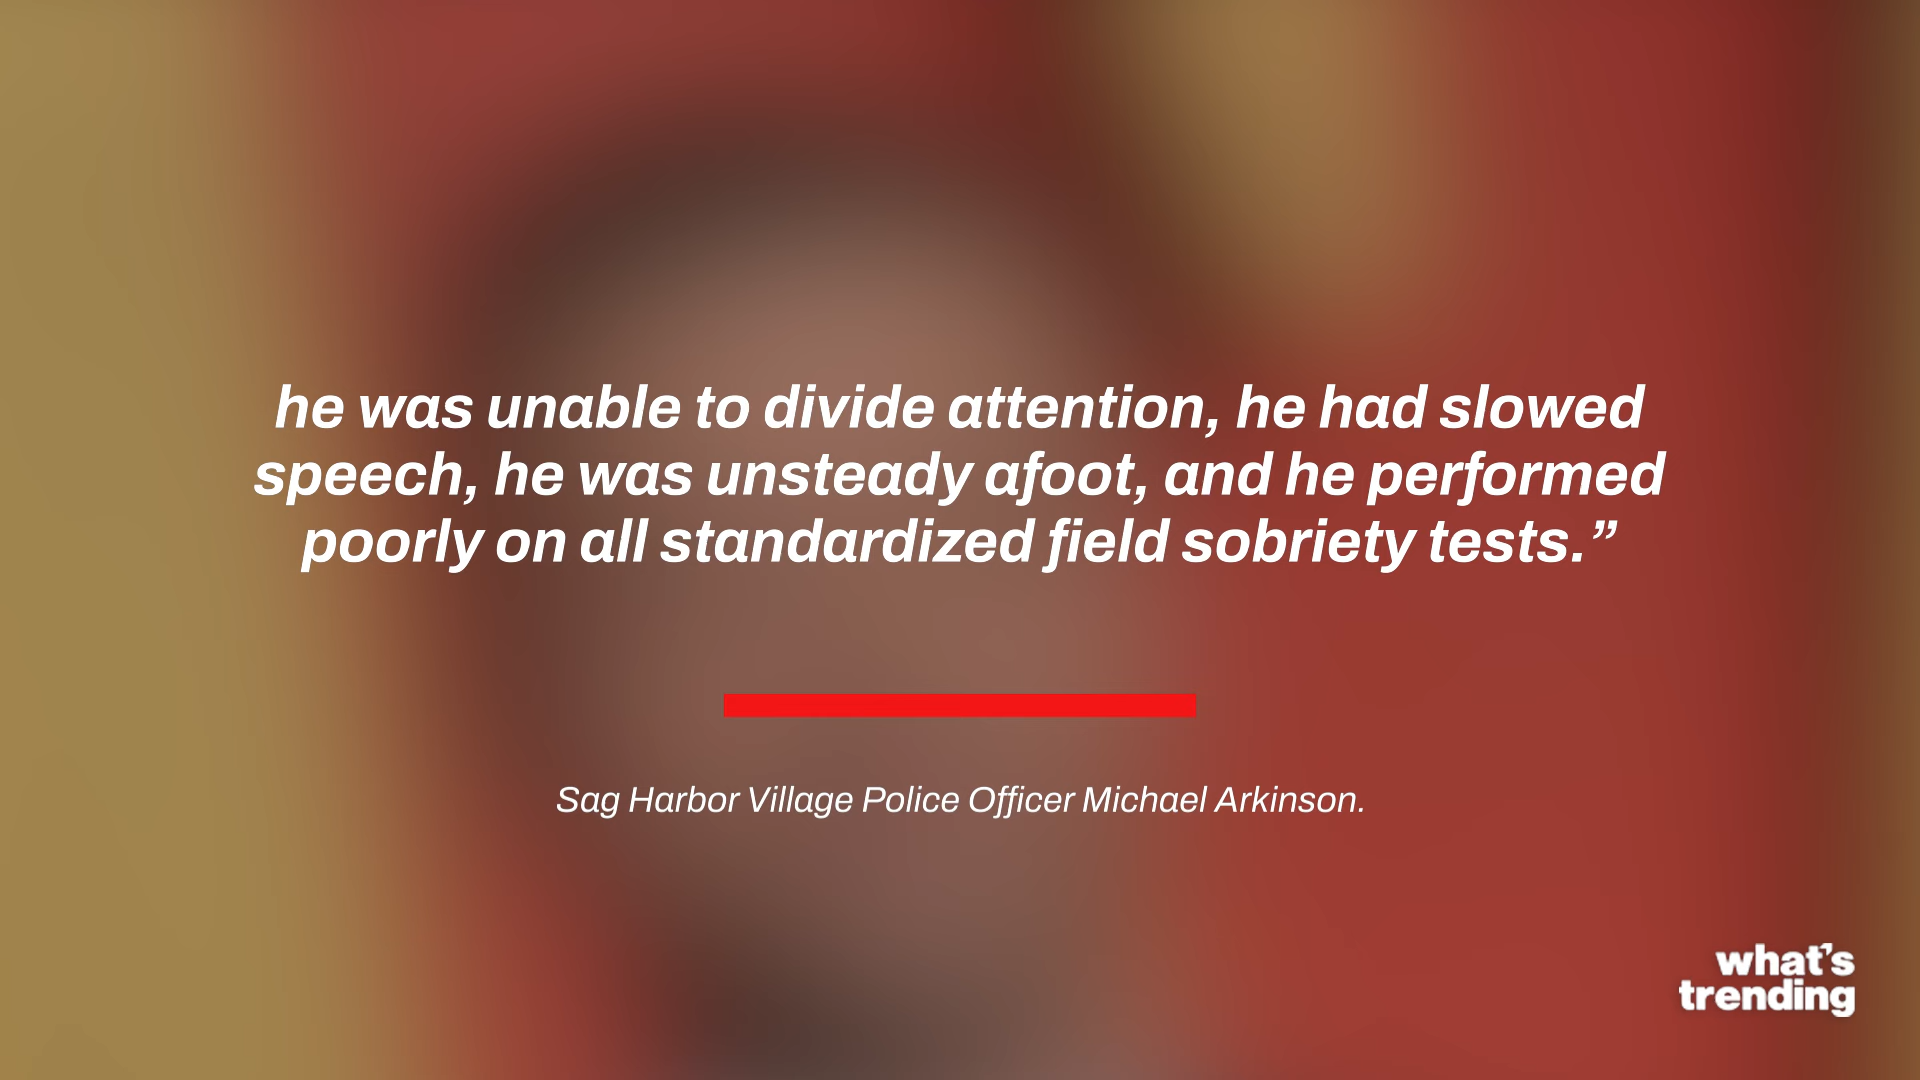 he was unable to divide attention, he had slowed
speech, he was unsteady afoot, and he performed
poorly on all standardized field sobriety tests.”
Sag Harbor Village Police Officer Michael Arkinson.
what's
trending